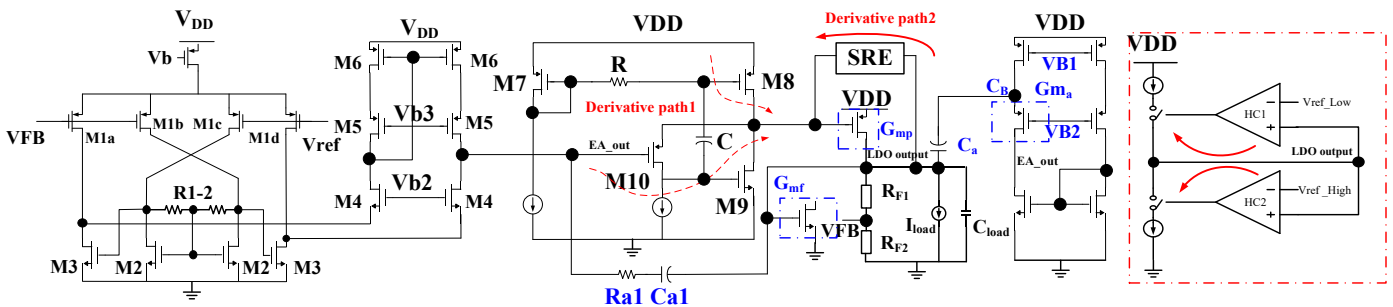 VDD
Vb
VFB
M1a
M1b
M1c
M1d
Vref
R1-2
M3
M2
M2
M3
VDD
M6
M6
Vb3
M5
M5
Vb2
M4
M4
VDD
M7
R
M8
Derivative path1
EA_out
C
M10
M9
Ra1 Ca1
Derivative path2
SRE
VDD
Gmp
LDO output
Gmf
VFB
RF1
RF2
Iload
Cload
Ca
VDD
VB1
CB
Gma
VB2
EA_out
VDD
HC1
Vref_Low
LDO output
HC2
Vref_High